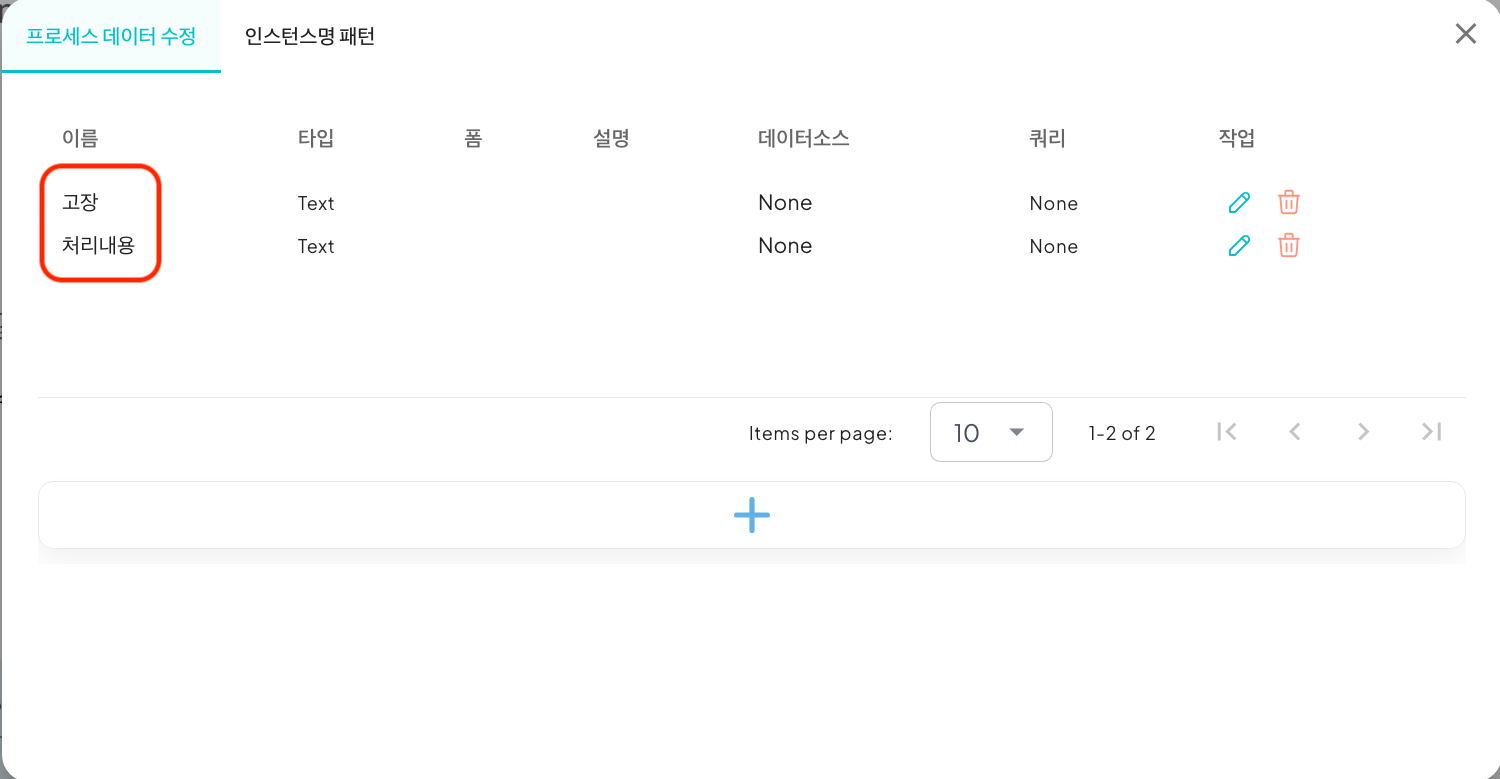 프로세스 데이터 수정 인스턴스명 패턴
이름 타입 폼 설명 데이터소스 쿼리 작업
고장 Text None None
처리내용 Text None None
Items per page: 10 1-2 of 2